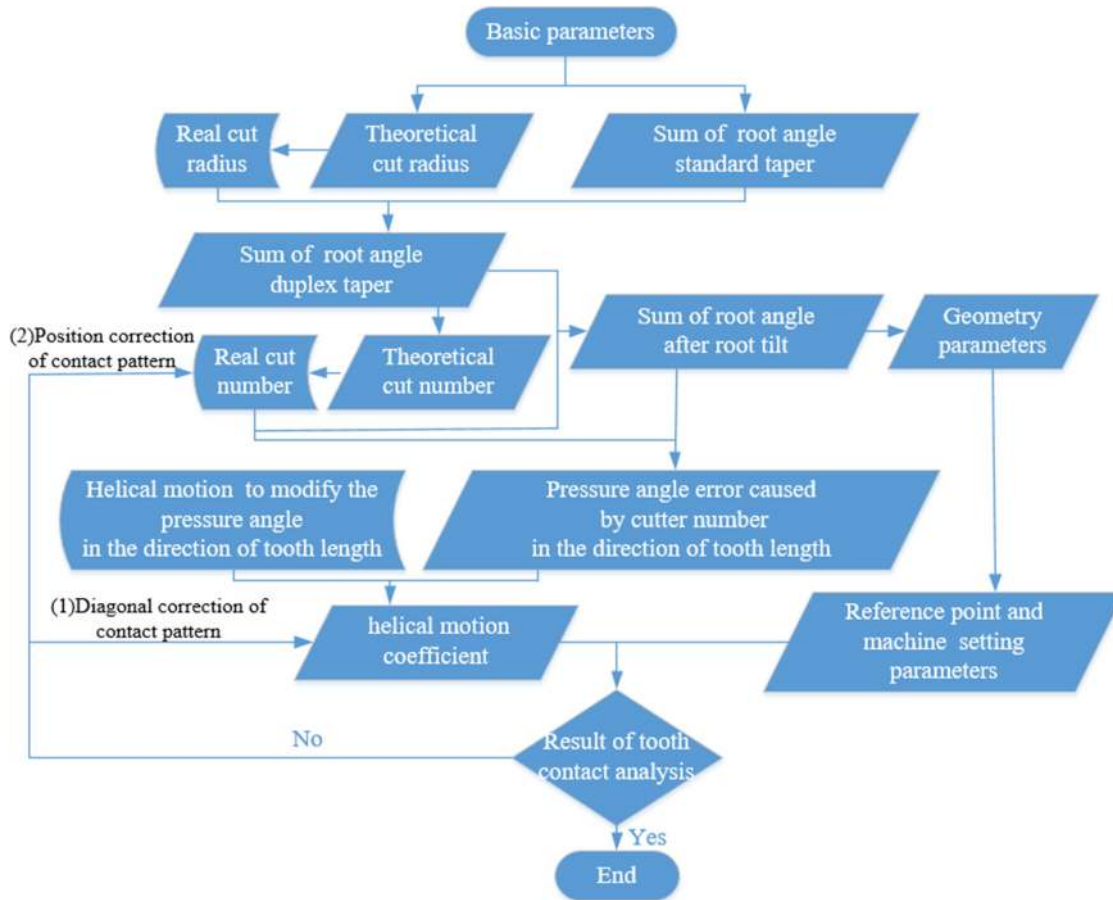 Basic parameters
Real cut
radius
Theoretical
cut radius
Sum of root angle
standard taper
Sum of root angle
duplex taper
(2)Position correction
of contact pattern
Real cut
number
Theoretical
cut number
Sum of root angle
after root tilt
Geometry
parameters
Helical motion to modify the
pressure angle
in the direction of tooth length
Pressure angle error caused
by cutter number
in the direction of tooth length
(1)Diagonal correction of
contact pattern
helical motion
coefficient
Reference point and
machine setting
parameters
No
Result of tooth
contact analysis
Yes
End